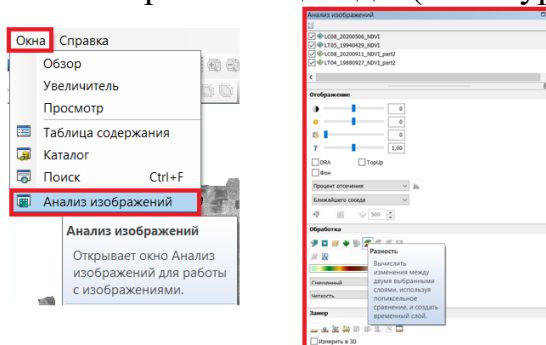 Окна Справка
Обзор
Увеличитель
Просмотр
Таблица содержания
Каталог
Поиск Ctrl+F
Анализ изображений
Анализ изображений
Открывает окно Анализ
изображений для работы
с изображениями.
Анализ изображений
LC08_20200506_NDVI
LT05_19940429_NDVI
LC08_20200911_NDVI_part2
LT04_19880927_NDVI_part2
Отображение
0
0
0
1,00
DRA TopUp
Фон
Процент отсечения
Ближайшего соседа
500
Обработка
Разность
Вычислить
изменения между
двумя выбранными
слоями, используя
попиксельное
сравнение, и создать
временный слой.
Четкость
Замер
Измерить в 3D